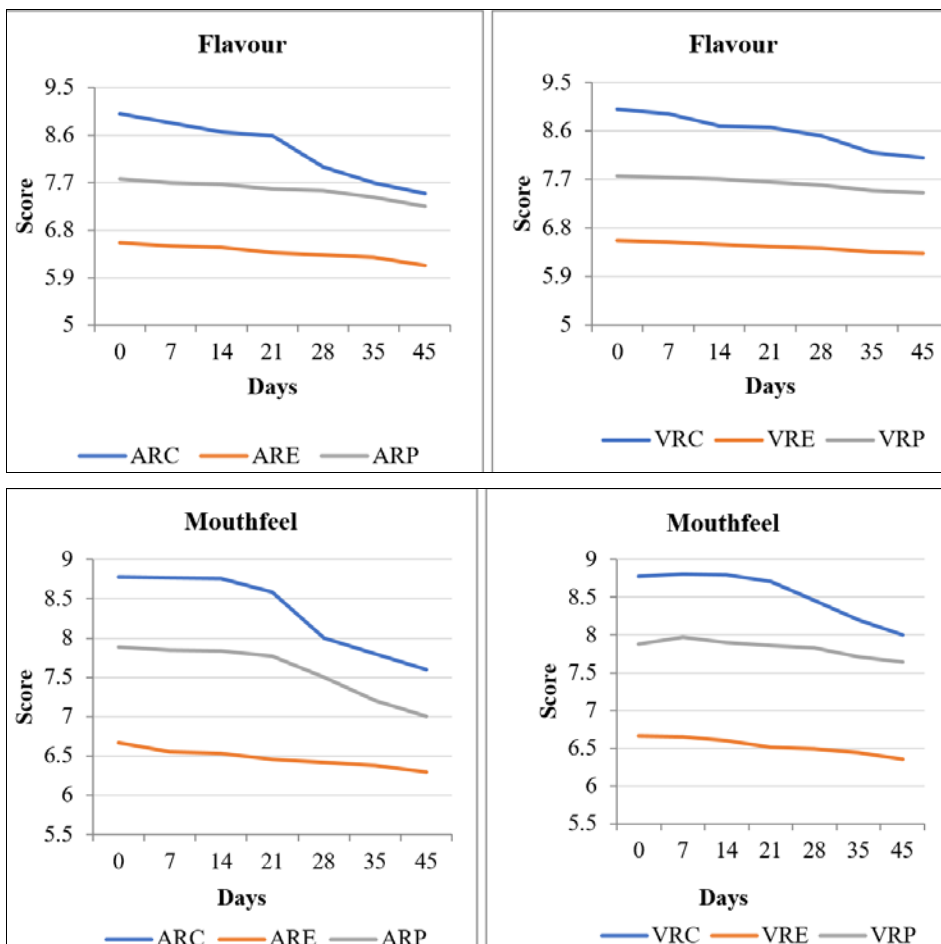 Flavour
9.5
8.6
7.7
6.8
5.9
5
Score
0 7 14 21 28 35 45
Days
ARC ARE ARP
Flavour
9.5
8.6
7.7
6.8
5.9
5
Score
0 7 14 21 28 35 45
Days
VRC VRE VRP
Mouthfeel
9
8.5
8
7.5
7
6.5
6
5.5
Score
0 7 14 21 28 35 45
Days
ARC ARE ARP
Mouthfeel
9
8.5
8
7.5
7
6.5
6
5.5
Score
0 7 14 21 28 35 45
Days
VRC VRE VRP